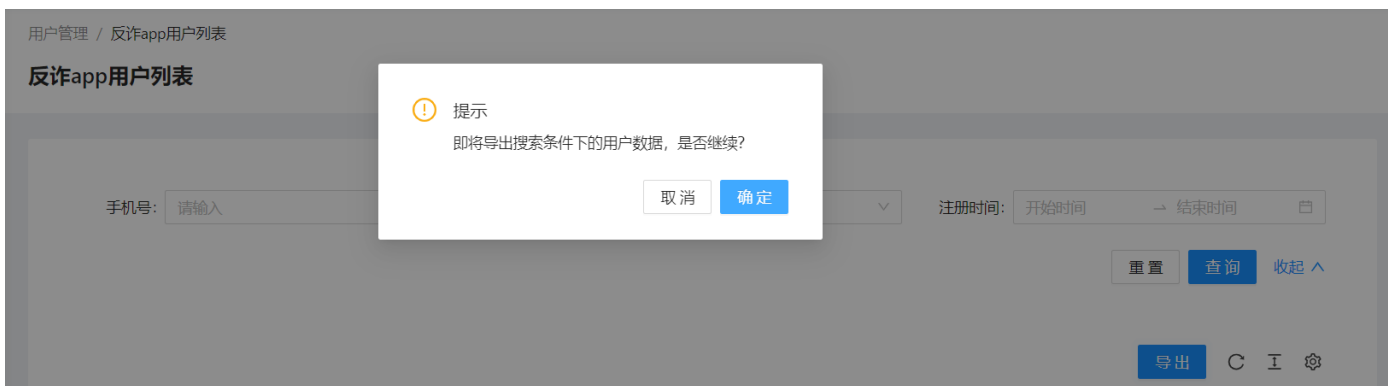 用户管理 / 反诈app用户列表
反诈app用户列表
提示
即将导出搜索条件下的用户数据，是否继续?
取消 确定
手机号: 请输入 注册时间: 开始时间 → 结束时间
重置 查询 收起
导出